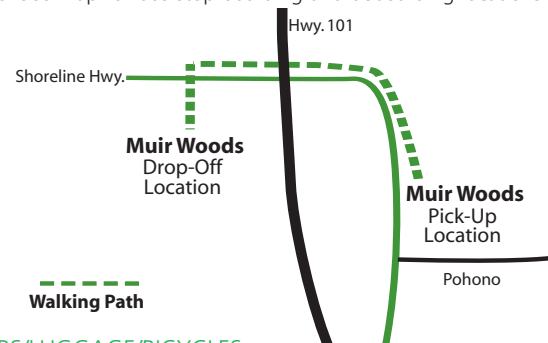 Hwy. 101
Shoreline Hwy.
Muir Woods
Drop-Off
Location
Muir Woods
Pick-Up
Location
Pohono
Walking Path